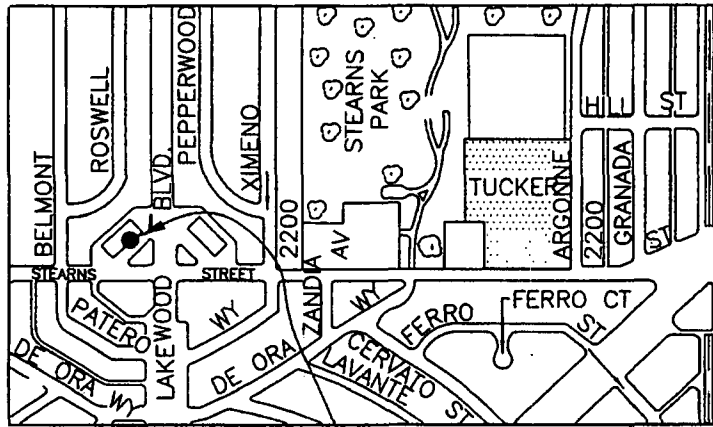 BELMONT
ROSWELL
PEPPERWOOD
BLVD.
XIMENO
2200
STEARNS
PARK
AV
TUCKER
ARGONNE
HILL ST
2200
GRANADA
ST
STEARNS STREET
PATERO
LAKEWOOD
WY
DE ORA WY
DE ORA
ZANDIA
WY
FERRO
ST
FERRO CT
CERVATO ST
LAVANTE